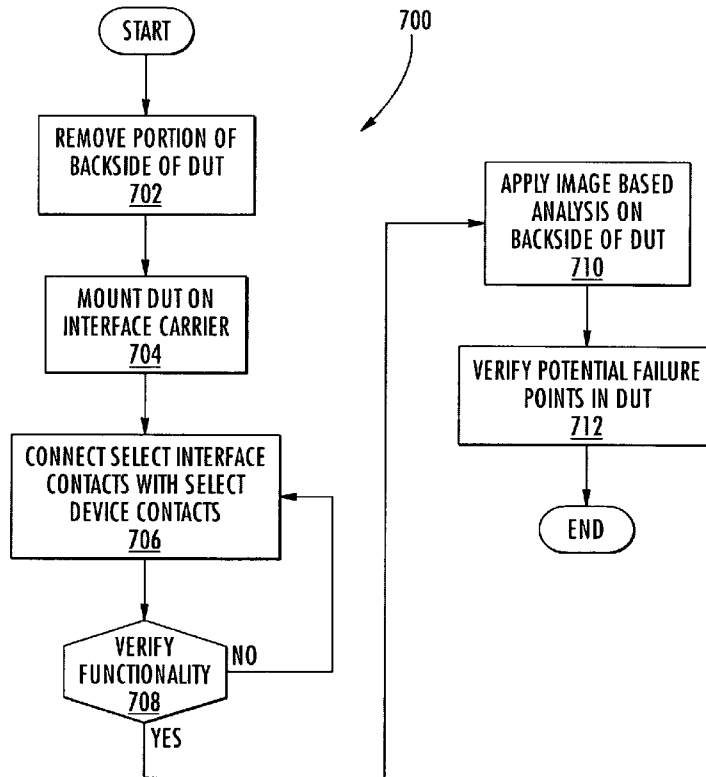 START
700
REMOVE PORTION OF
BACKSIDE OF DUT
702
MOUNT DUT ON
INTERFACE CARRIER
704
CONNECT SELECT INTERFACE
CONTACTS WITH SELECT
DEVICE CONTACTS
706
VERIFY
FUNCTIONALITY
708
NO
YES
APPLY IMAGE BASED
ANALYSIS ON
BACKSIDE OF DUT
710
VERIFY POTENTIAL FAILURE
POINTS IN DUT
712
END